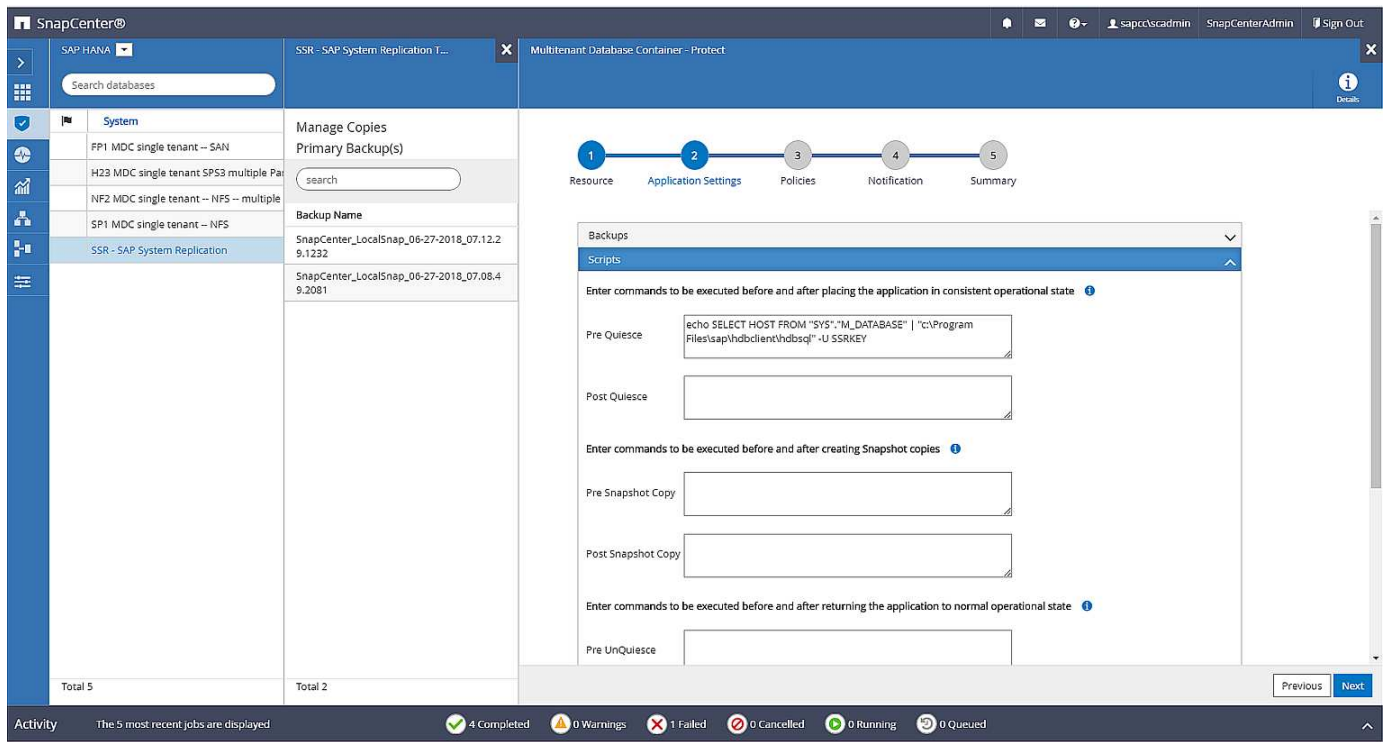 SnapCenter®
sapcc\scadmin
SnapCenterAdmin
Sign Out
SAP HANA
Search databases
System
FP1 MDC single tenant -- SAN
H23 MDC single tenant SPS3 multiple Pa
NF2 MDC single tenant -- NFS -- multiple
SP1 MDC single tenant -- NFS
SSR - SAP System Replication
Total 5
SSR - SAP System Replication T...
Manage Copies
Primary Backup(s)
search
Backup Name
SnapCenter_LocalSnap_06-27-2018_07.12.2
9.1232
SnapCenter_LocalSnap_06-27-2018_07.08.4
9.2081
Total 2
Multitenant Database Container - Protect
Details
1
2
3
4
5
Resource
Application Settings
Policies
Notification
Summary
Backups
Scripts
Enter commands to be executed before and after placing the application in consistent operational state
Pre Quiesce
echo SELECT HOST FROM "SYS"."M_DATABASE" | "c:\Program
Files\sap\hdbclient\hdbsql" -U SSRKEY
Post Quiesce
Enter commands to be executed before and after creating Snapshot copies
Pre Snapshot Copy
Post Snapshot Copy
Enter commands to be executed before and after returning the application to normal operational state
Pre UnQuiesce
Previous
Next
Activity
The 5 most recent jobs are displayed
4 Completed
0 Warnings
1 Failed
0 Cancelled
0 Running
0 Queued